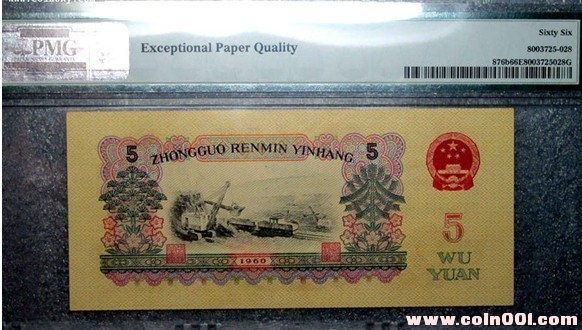 PMG
Exceptional Paper Quality
Sixty Six
8003725-028
876b66E8003725028G
5 ZHONGGUO RENMIN YINHANG 5
5
WU
YUAN
1960
www.coin001.com